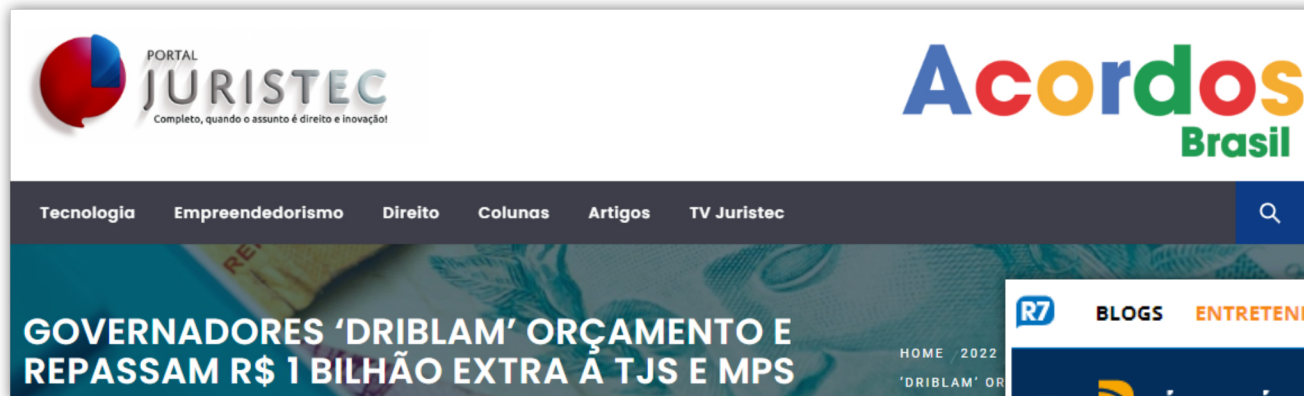 PORTAL
JURISTEC
Completo, quando o assunto é direito e inovação!
Acordos
Brasil
Tecnologia Empreendedorismo Direito Colunas Artigos TV Juristec
GOVERNADORES ‘DRIBLAM’ ORÇAMENTO E
REPASSAM R$ 1 BILHÃO EXTRA A TJS E MPS
HOME / 2022
‘DRIBLAM’ OR
R7 BLOGS ENTRETEN